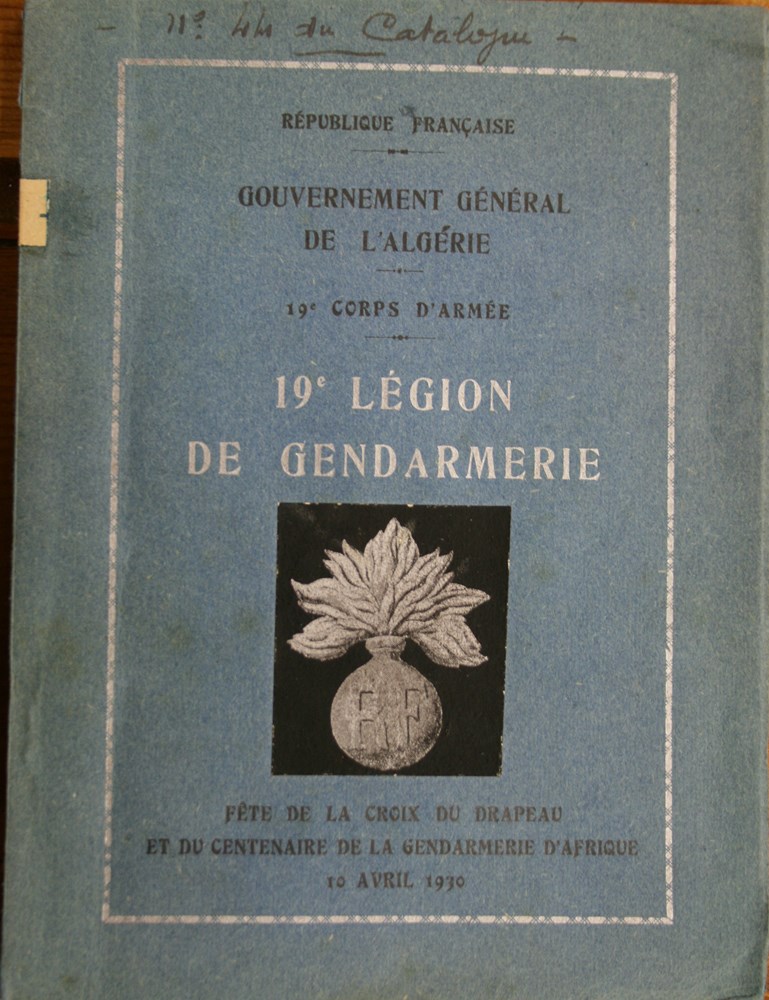 - N° 44 du Catalogue -
RÉPUBLIQUE FRANÇAISE
GOUVERNEMENT GÉNÉRAL
DE L'ALGÉRIE
19e CORPS D'ARMÉE
19e LÉGION
DE GENDARMERIE
RF
FÊTE DE LA CROIX DU DRAPEAU
ET DU CENTENAIRE DE LA GENDARMERIE D'AFRIQUE
10 AVRIL 1930